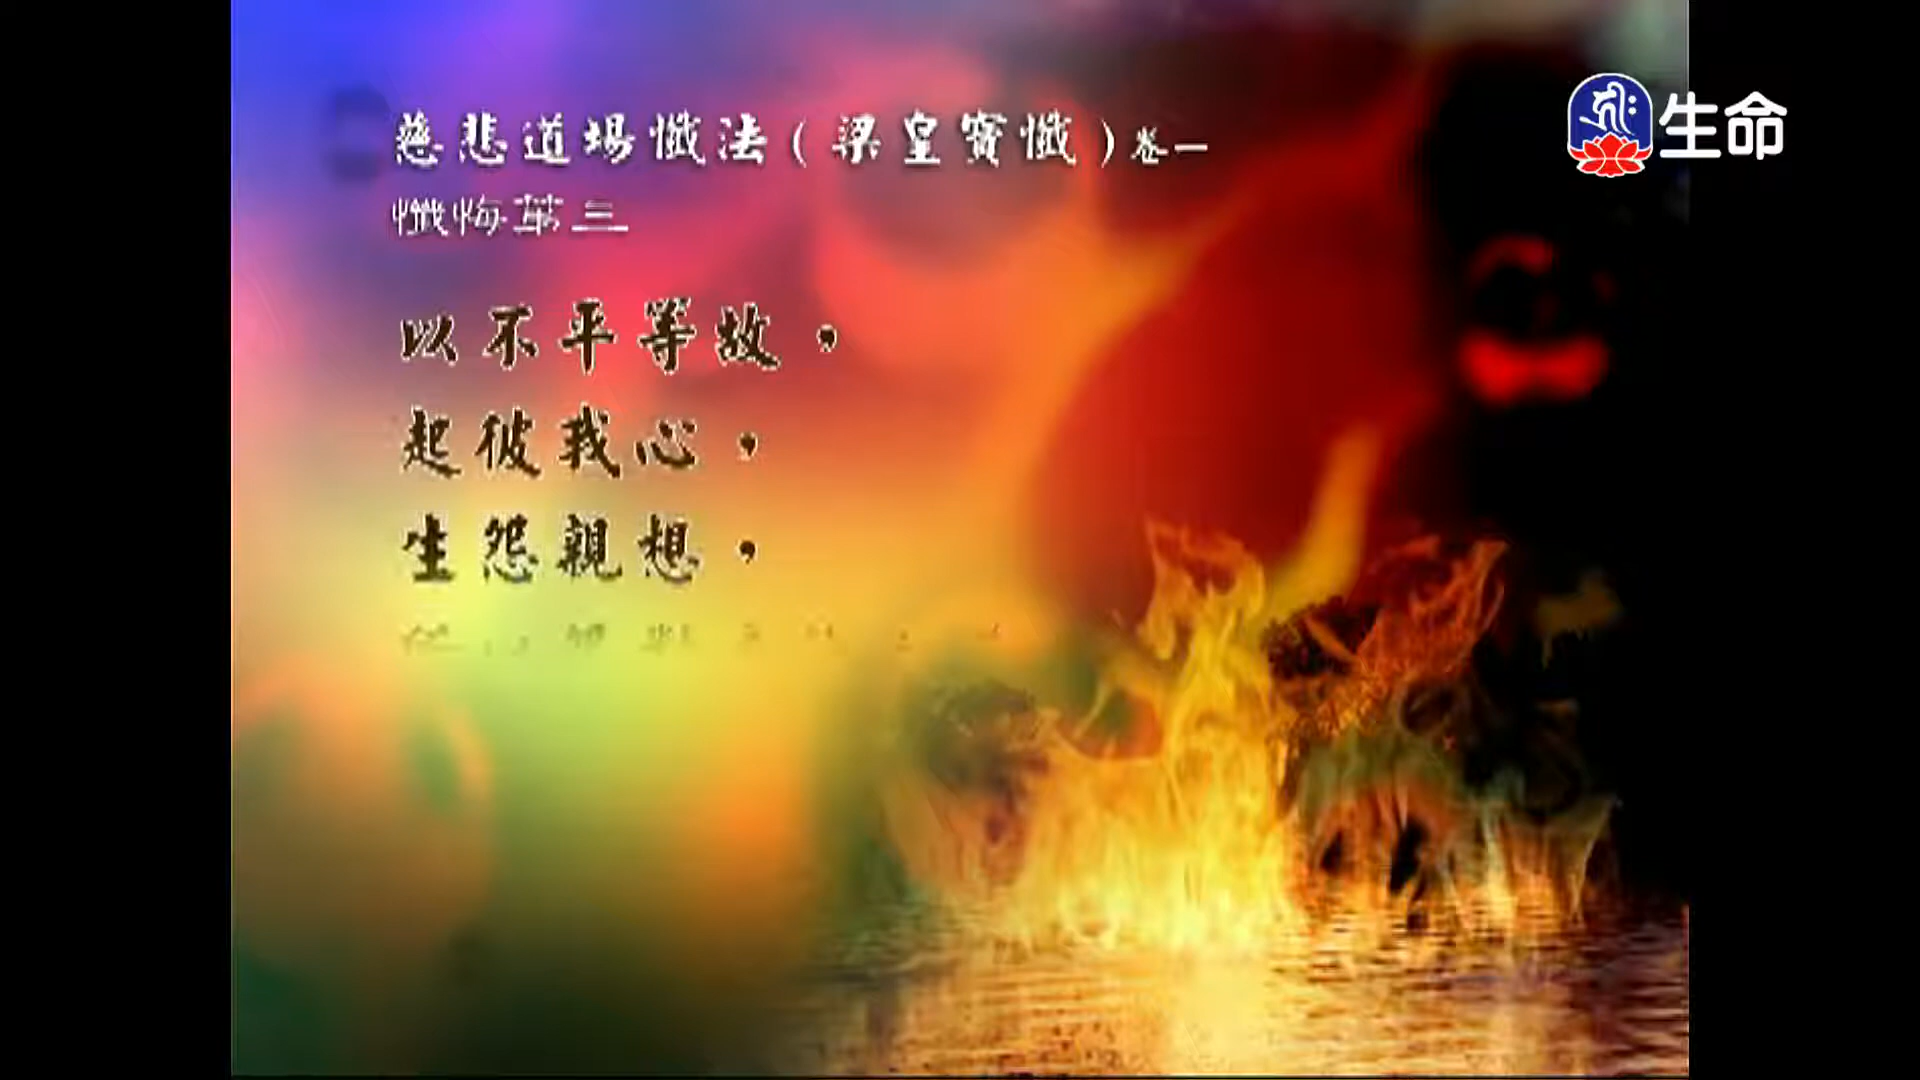 慈悲道場懺法(梁皇寶懺)卷一
懺悔第三
以不平等故，
起彼我心，
生怨親想，
生命